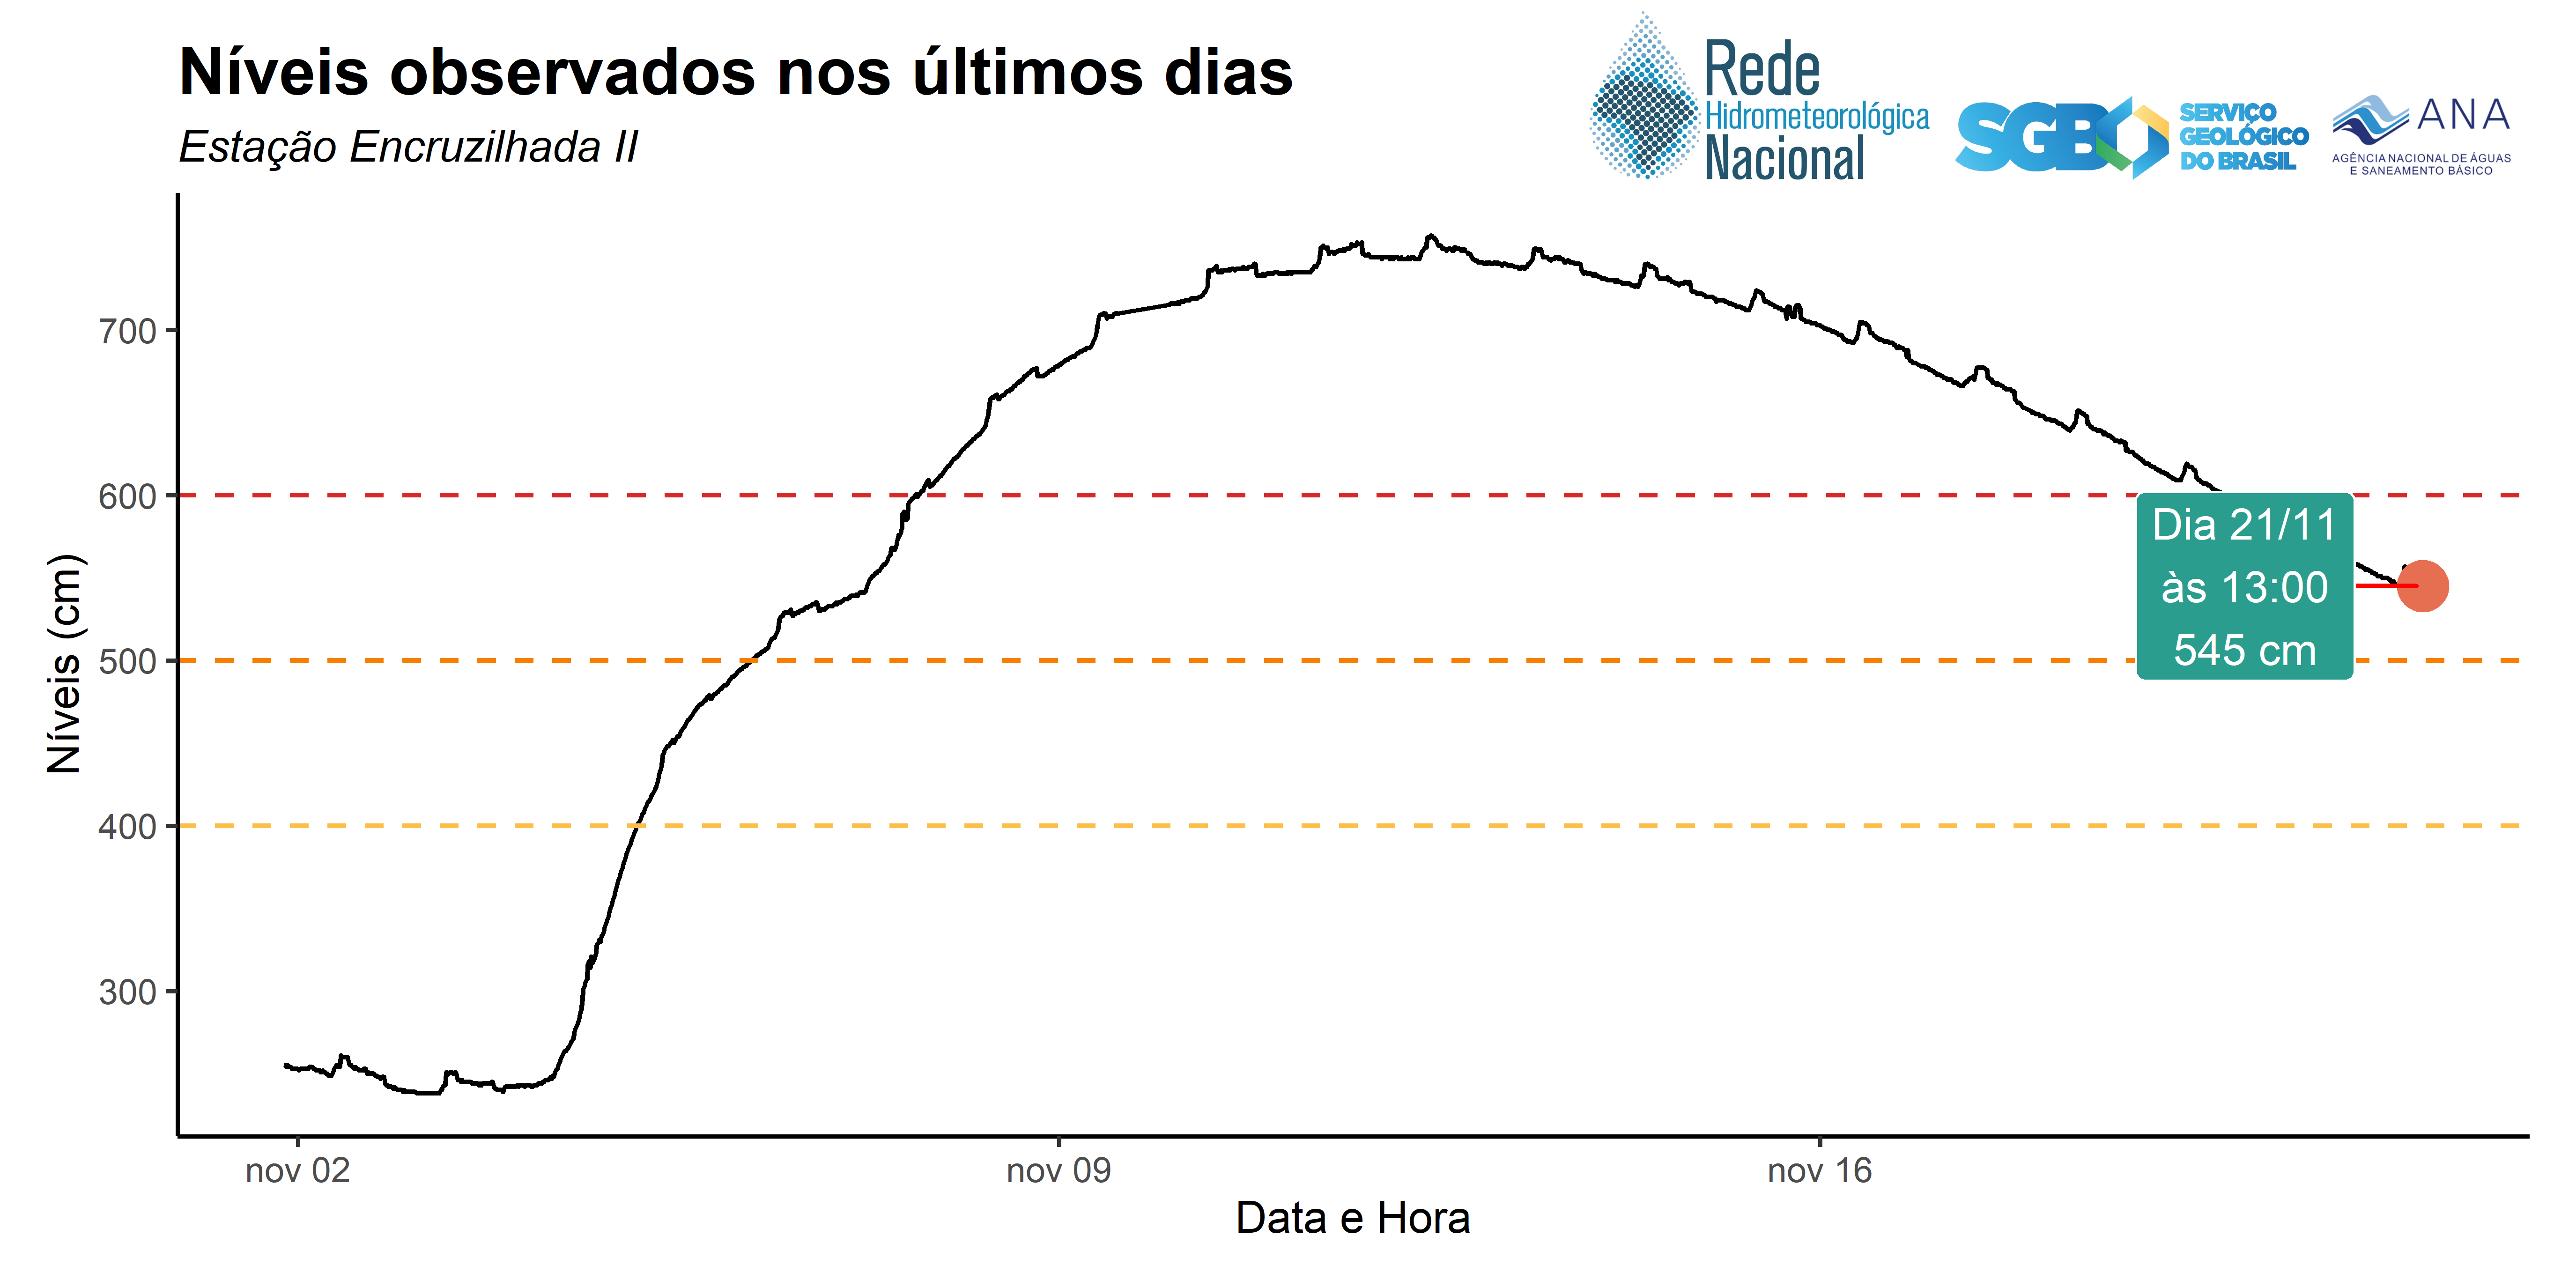 Níveis observados nos últimos dias
Estação Encruzilhada II
Rede
Hidrometeorológica
Nacional
SGB
SERVIÇO
GEOLÓGICO
DO BRASIL
ANA
AGÊNCIA NACIONAL DE ÁGUAS
E SANEAMENTO BÁSICO
Níveis (cm)
700
600
500
400
300
Dia 21/11
às 13:00
545 cm
nov 02
nov 09
nov 16
Data e Hora